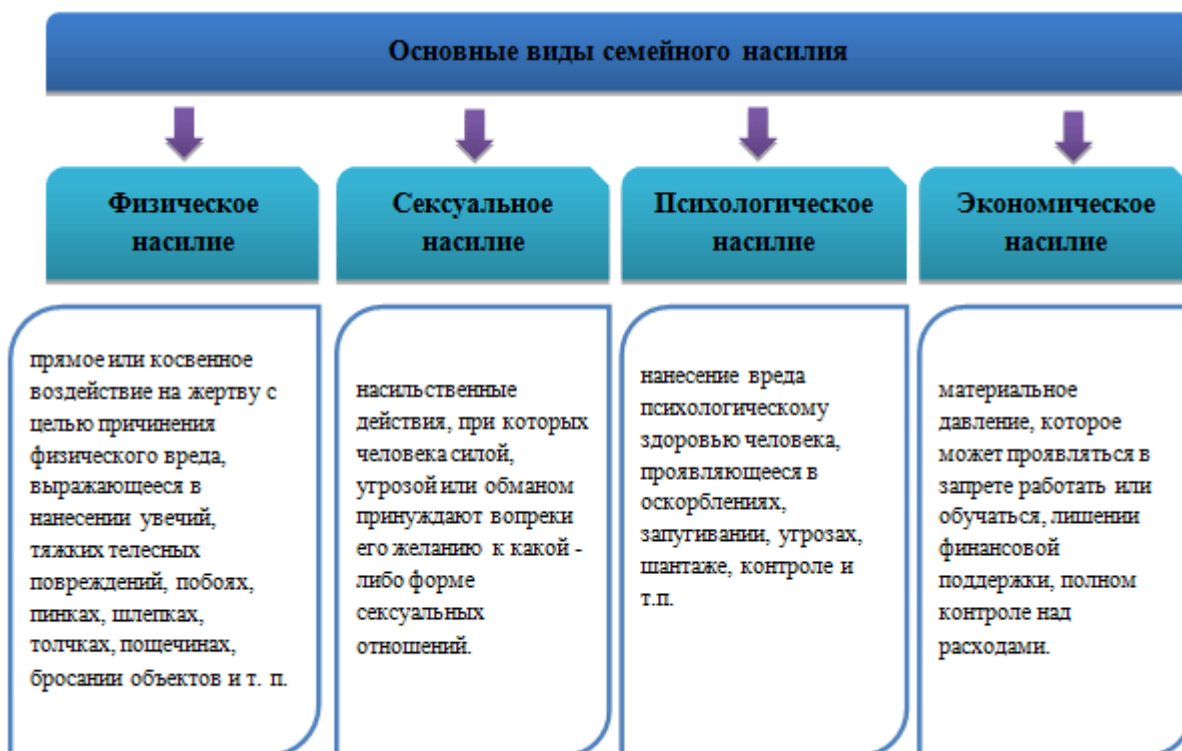 Основные виды семейного насилия
Физическое
насилие
прямое или косвенное
воздействие на жертву с
целью причинения
физического вреда,
выражающееся в
нанесении увечий,
тяжких телесных
повреждений, побоях,
пинках, шлепках,
толчках, пощечинах,
бросании объектов и т. п.
Сексуальное
насилие
насильственные
действия, при которых
человека силой,
угрозой или обманом
принуждают вопреки
его желанию к какой -
либо форме
сексуальных
отношений.
Психологическое
насилие
нанесение вреда
психологическому
здоровью человека,
проявляющееся в
оскорблениях,
запугивании, угрозах,
шантаже, контроле и
т.п.
Экономическое
насилие
материальное
давление, которое
может проявляться в
запрете работать или
обучаться, лишении
финансовой
поддержки, полном
контроле над
расходами.